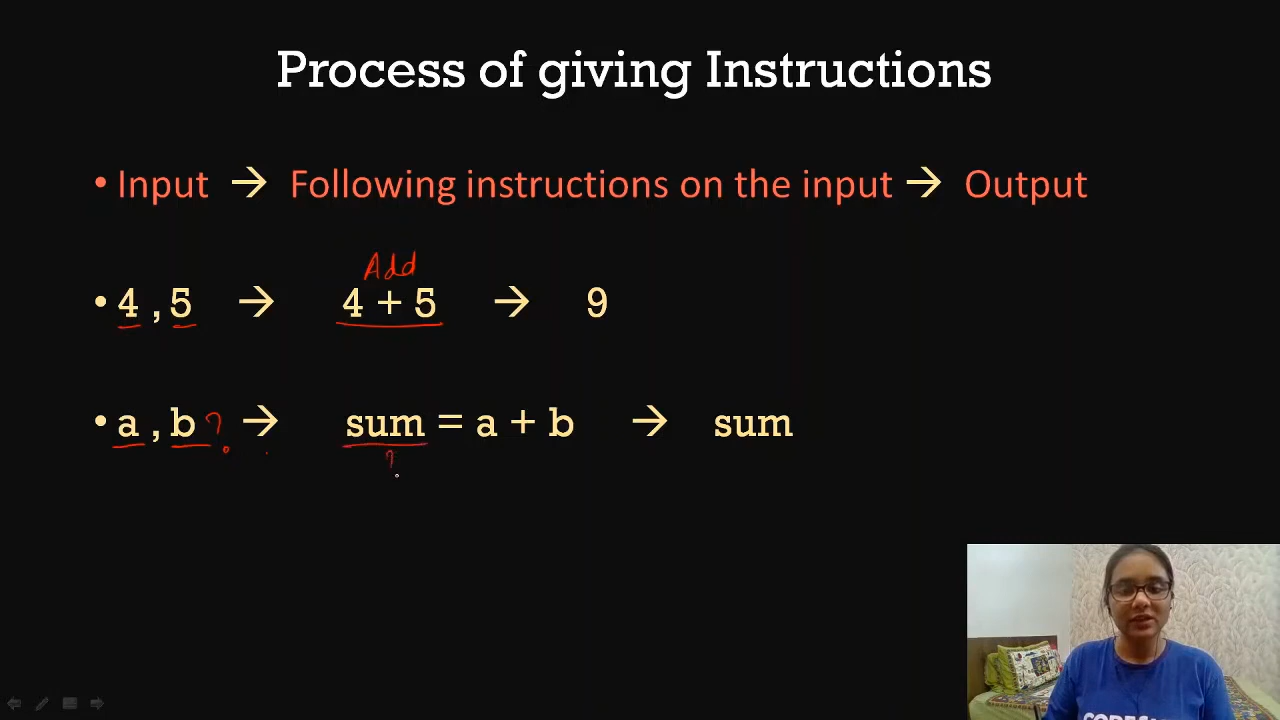 Process of giving Instructions
• Input → Following instructions on the input → Output
Add
• 4 , 5 → 4 + 5 → 9
• a , b ? → sum = a + b → sum
?